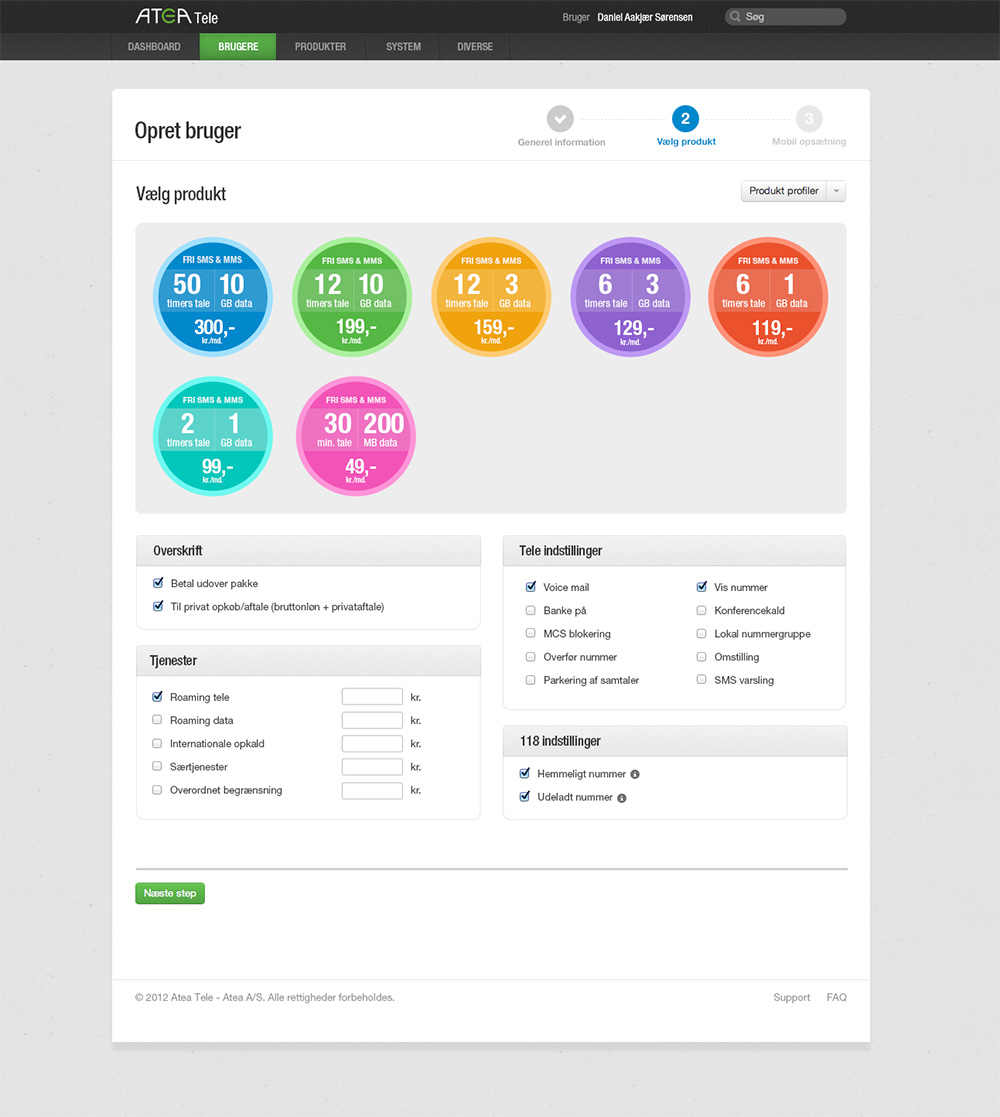 ATEA Tele
Bruger Daniel Aakjær Sørensen
Søg
DASHBOARD BRUGERE PRODUKTER SYSTEM DIVERSE
Opret bruger
Generel information
2 Vælg produkt
3 Mobil opsætning
Vælg produkt
Produkt profiler
FRI SMS & MMS
50 10
timers tale GB data
300,-
kr./md.
FRI SMS & MMS
12 10
timers tale GB data
199,-
kr./md.
FRI SMS & MMS
12 3
timers tale GB data
159,-
kr./md.
FRI SMS & MMS
6 3
timers tale GB data
129,-
kr./md.
FRI SMS & MMS
6 1
timers tale GB data
119,-
kr./md.
FRI SMS & MMS
2 1
timers tale GB data
99,-
kr./md.
FRI SMS & MMS
30 200
min. tale MB data
49,-
kr./md.
Overskrift
Betal udover pakke
Til privat opkøb/aftale (bruttonløn + privataftale)
Tjenester
Roaming tele kr.
Roaming data kr.
Internationale opkald kr.
Særtjenester kr.
Overordnet begrænsning kr.
Tele indstillinger
Voice mail Vis nummer
Banke på Konferencekald
MCS blokering Lokal nummergruppe
Overfør nummer Omstilling
Parkering af samtaler SMS varsling
118 indstillinger
Hemmeligt nummer
Udeladt nummer
Næste step
© 2012 Atea Tele - Atea A/S. Alle rettigheder forbeholdes.
Support FAQ